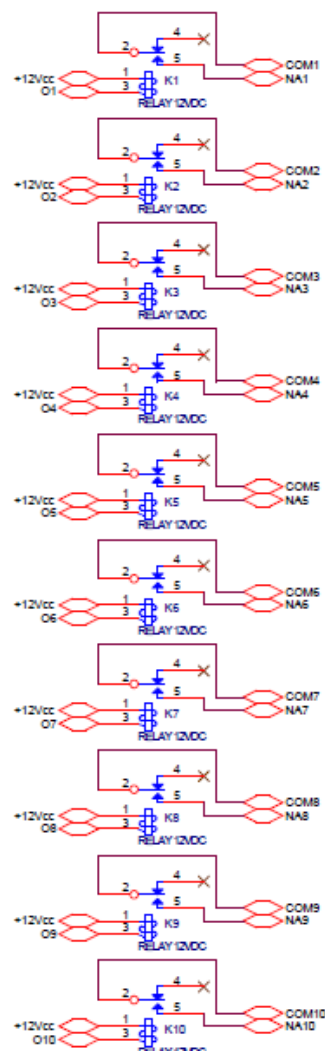 4
2 5 COM1
+12Vcc 1 K1 NA1
O1 3
RELAY 12VDC
4
2 5 COM2
+12Vcc 1 K2 NA2
O2 3
RELAY 12VDC
4
2 5 COM3
+12Vcc 1 K3 NA3
O3 3
RELAY 12VDC
4
2 5 COM4
+12Vcc 1 K4 NA4
O4 3
RELAY 12VDC
4
2 5 COM5
+12Vcc 1 K5 NA5
O5 3
RELAY 12VDC
4
2 5 COM6
+12Vcc 1 K6 NA6
O6 3
RELAY 12VDC
4
2 5 COM7
+12Vcc 1 K7 NA7
O7 3
RELAY 12VDC
4
2 5 COM8
+12Vcc 1 K8 NA8
O8 3
RELAY 12VDC
4
2 5 COM9
+12Vcc 1 K9 NA9
O9 3
RELAY 12VDC
4
2 5 COM10
+12Vcc 1 K10 NA10
O10 3
RELAY 12VDC